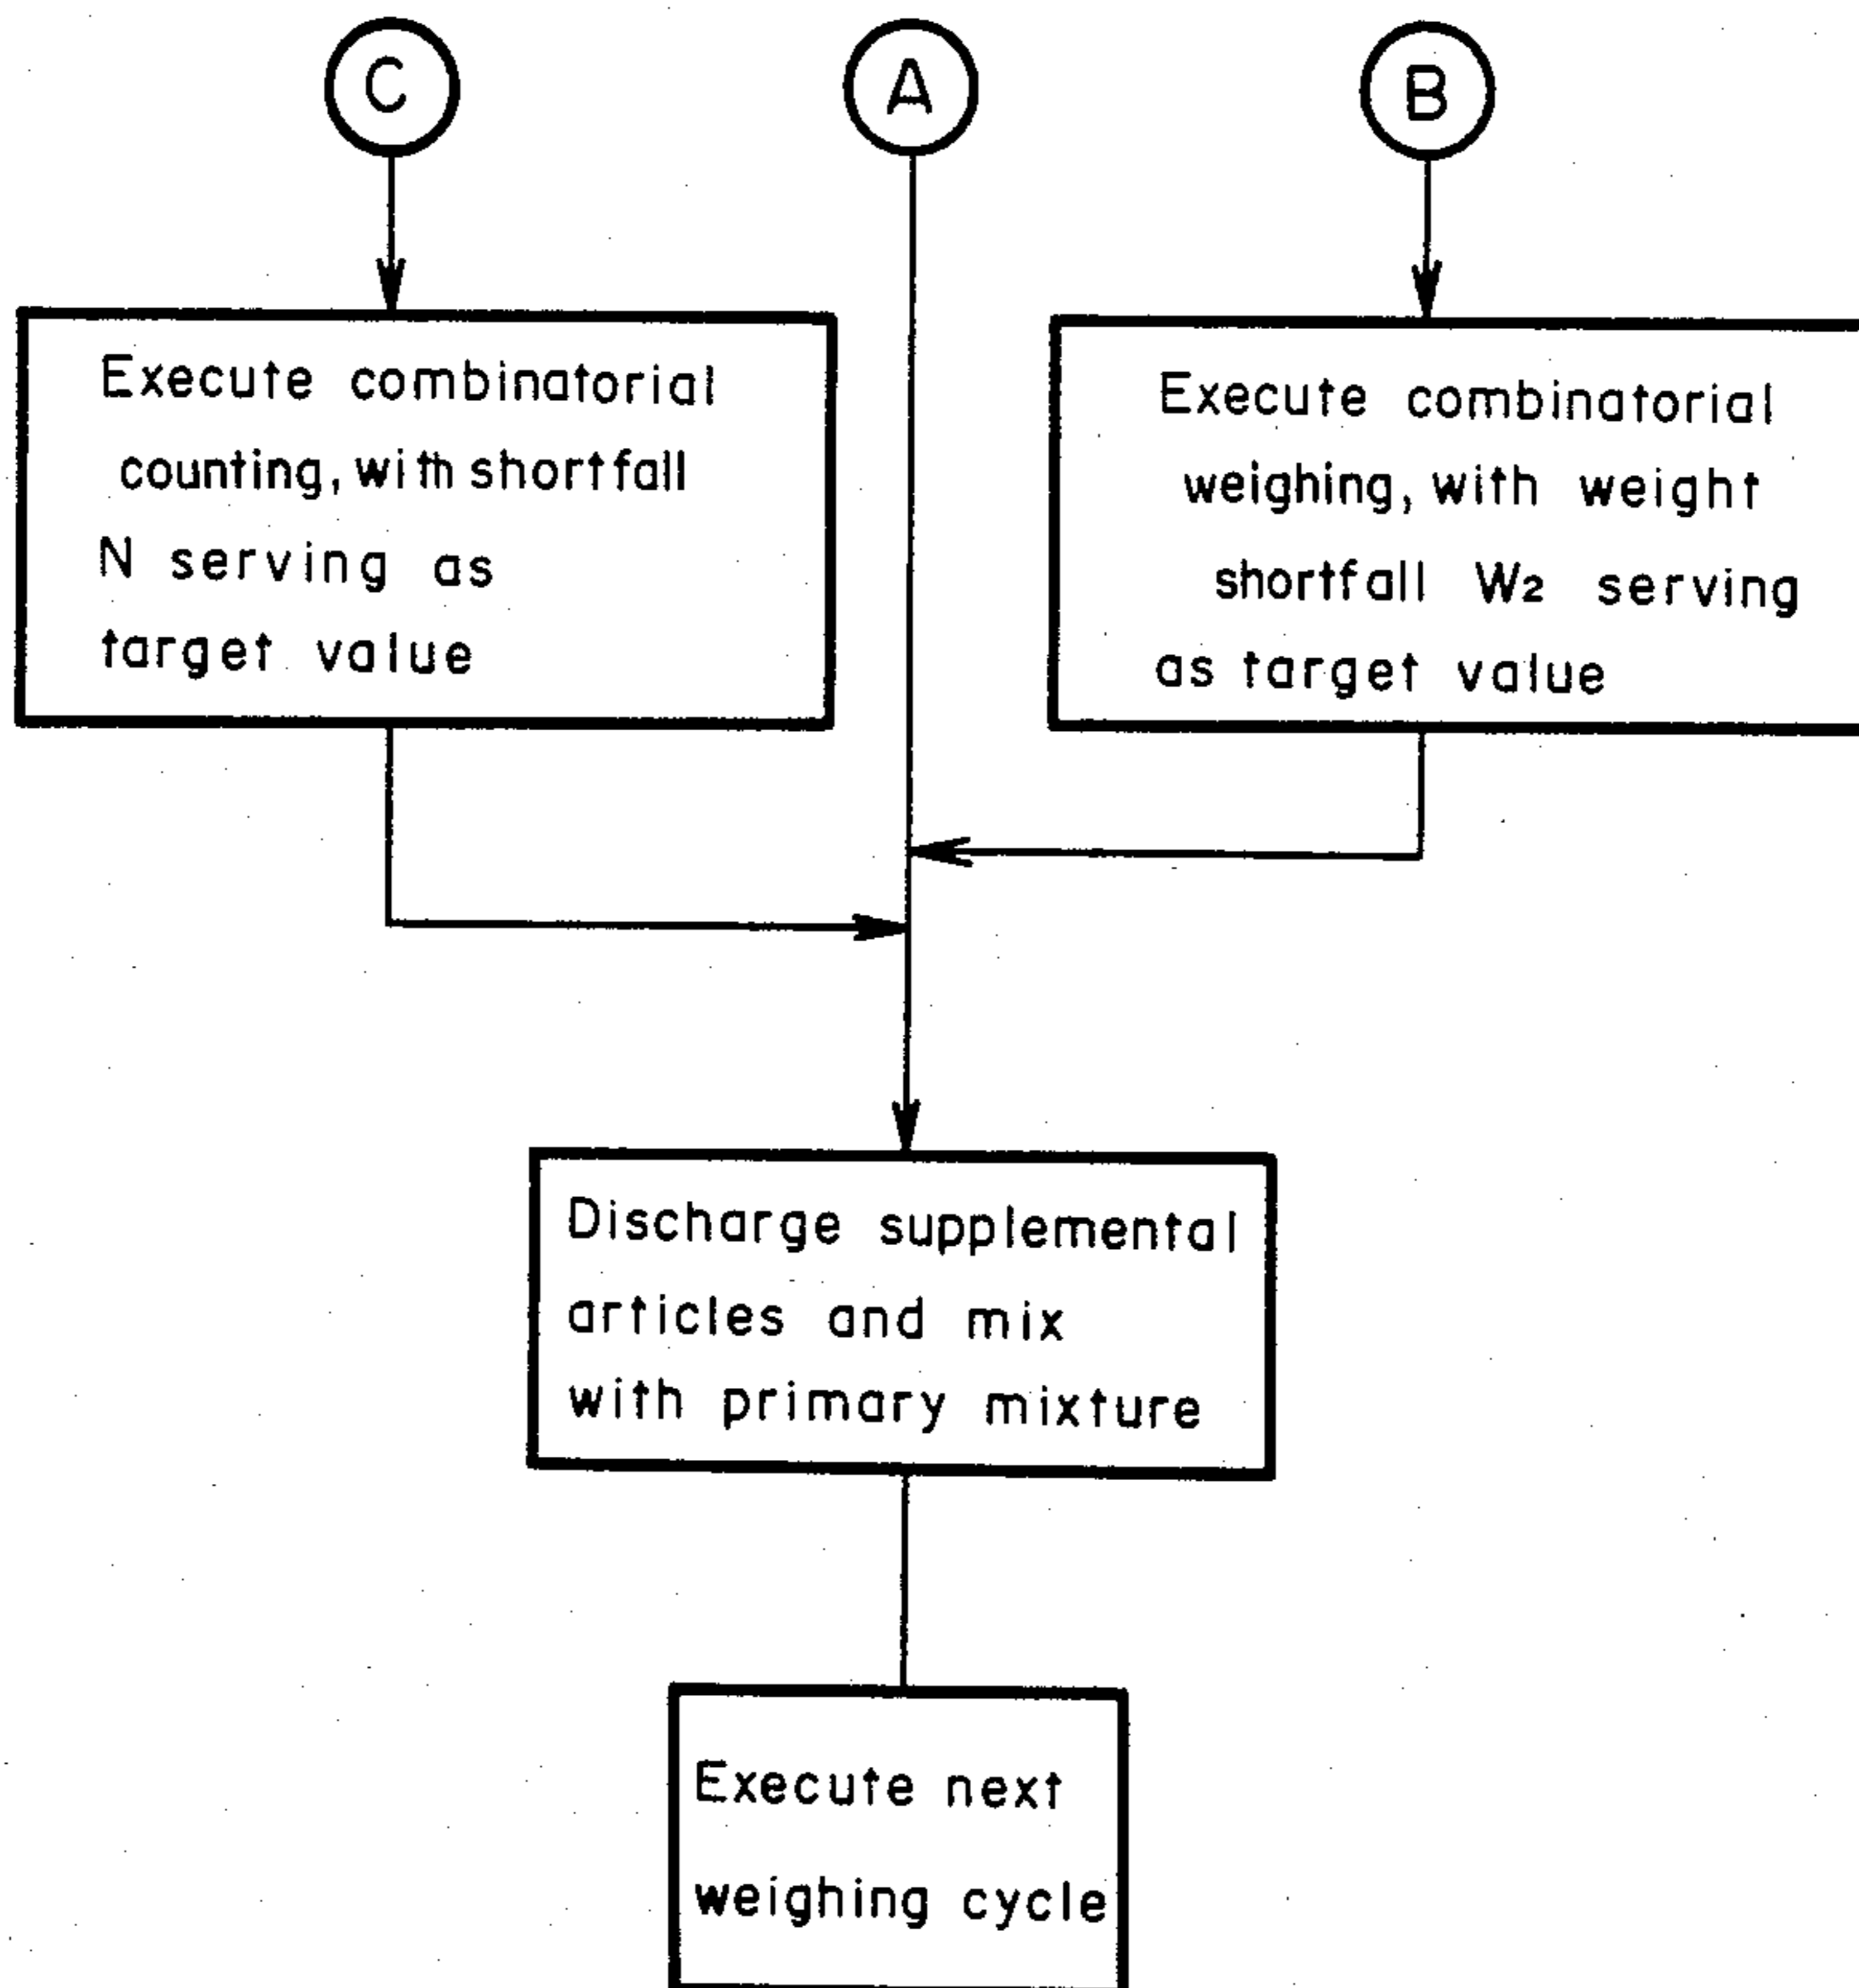 C
A
B
Execute combinatorial
counting, with shortfall
N serving as
target value
Execute combinatorial
weighing, with weight
shortfall W2 serving
as target value
Discharge supplemental
articles and mix
with primary mixture
Execute next
weighing cycle